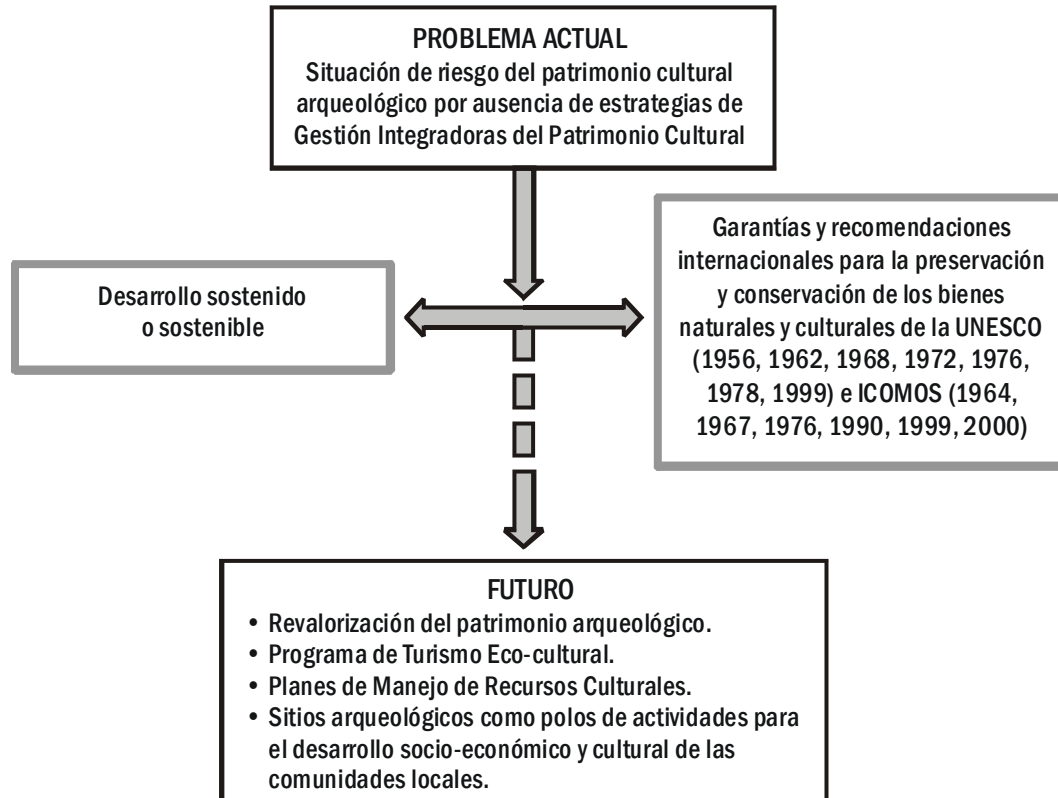 PROBLEMA ACTUAL
Situación de riesgo del patrimonio cultural
arqueológico por ausencia de estrategias de
Gestión Integradoras del Patrimonio Cultural
Desarrollo sostenido
o sostenible
Garantías y recomendaciones
internacionales para la preservación
y conservación de los bienes
naturales y culturales de la UNESCO
(1956, 1962, 1968, 1972, 1976,
1978, 1999) e ICOMOS (1964,
1967, 1976, 1990, 1999, 2000)
FUTURO
• Revalorización del patrimonio arqueológico.
• Programa de Turismo Eco-cultural.
• Planes de Manejo de Recursos Culturales.
• Sitios arqueológicos como polos de actividades para
el desarrollo socio-económico y cultural de las
comunidades locales.